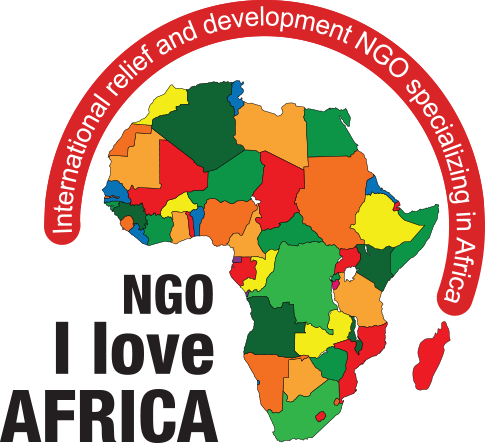 International relief and development NGO specializing in Africa
NGO
I love
AFRICA